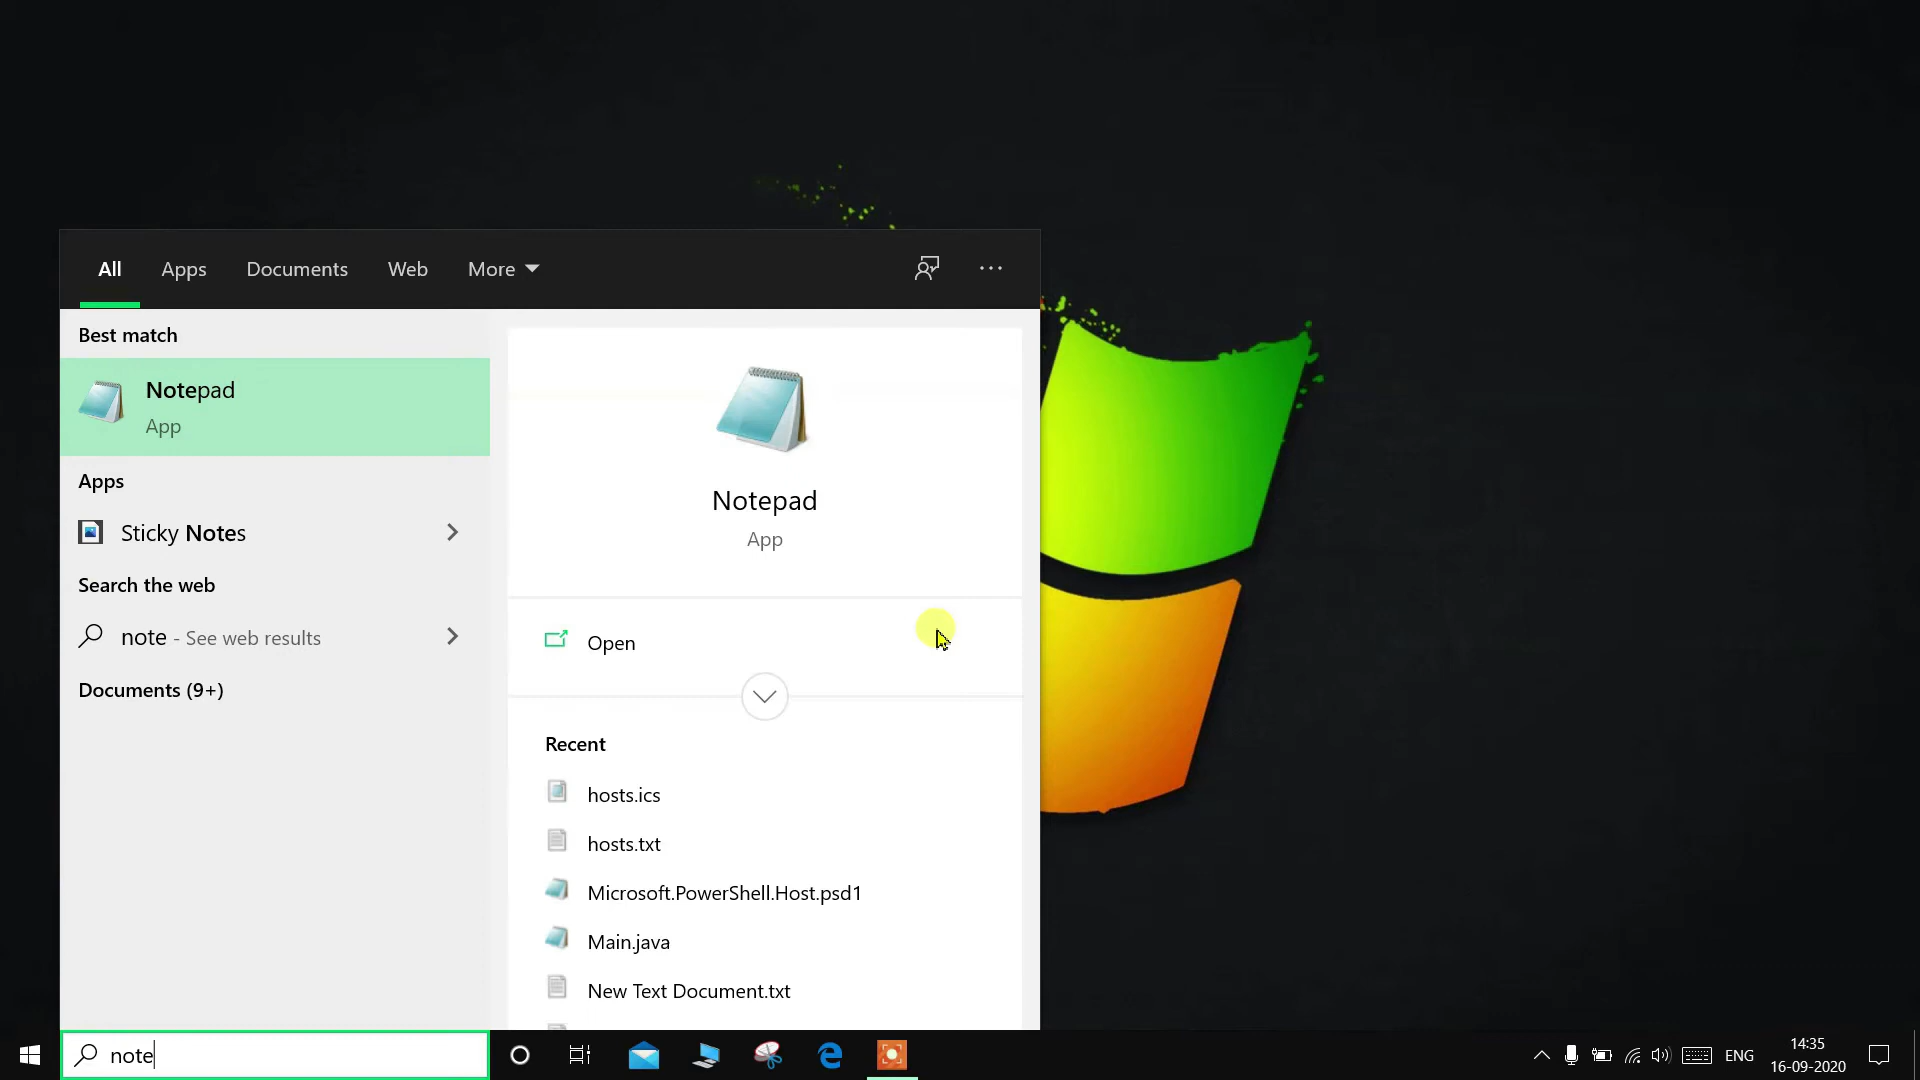 All Apps Documents Web More
Best match
Notepad
App
Apps
Sticky Notes
Search the web
note - See web results
Documents (9+)
Notepad
App
Open
Recent
hosts.ics
hosts.txt
Microsoft.PowerShell.Host.psd1
Main.java
New Text Document.txt
note
ENG
14:35
16-09-2020